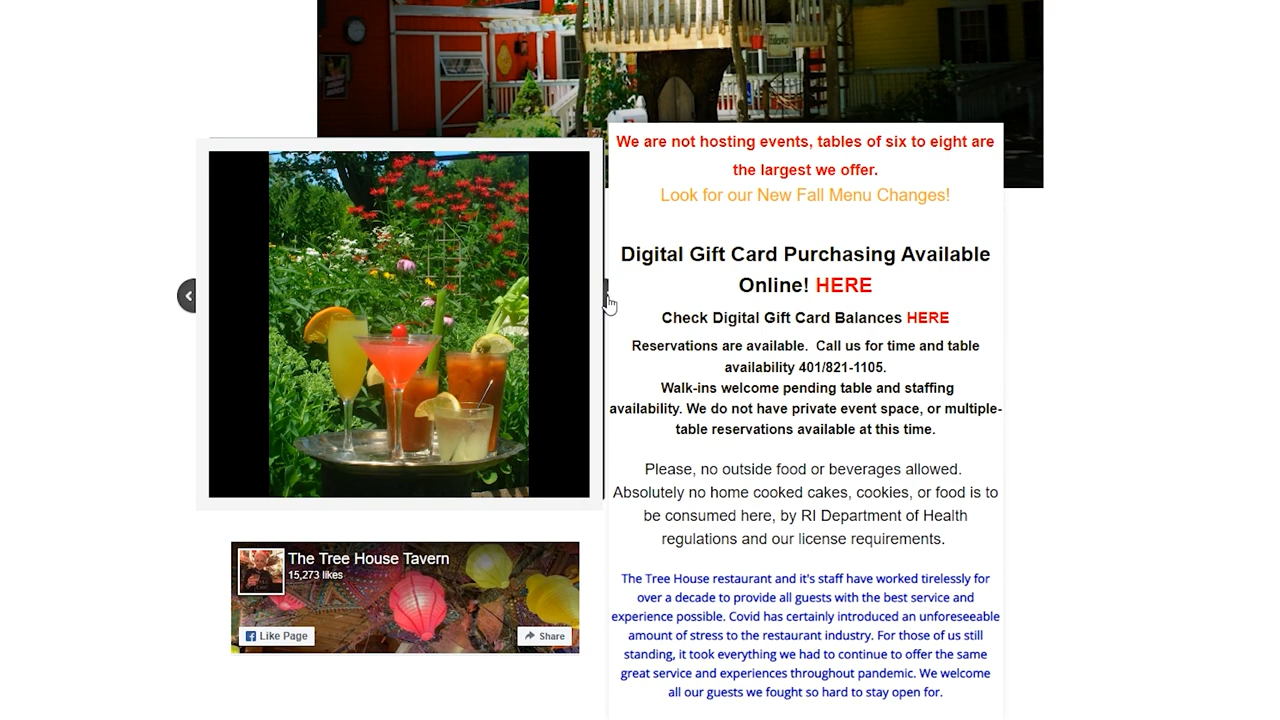 We are not hosting events, tables of six to eight are
the largest we offer.
Look for our New Fall Menu Changes!
Digital Gift Card Purchasing Available
Online! HERE
Check Digital Gift Card Balances HERE
Reservations are available. Call us for time and table
availability 401/821-1105.
Walk-ins welcome pending table and staffing
availability. We do not have private event space, or multiple-
table reservations available at this time.
Please, no outside food or beverages allowed.
Absolutely no home cooked cakes, cookies, or food is to
be consumed here, by RI Department of Health
regulations and our license requirements.
The Tree House restaurant and it's staff have worked tirelessly for
over a decade to provide all guests with the best service and
experience possible. Covid has certainly introduced an unforeseeable
amount of stress to the restaurant industry. For those of us still
standing, it took everything we had to continue to offer the same
great service and experiences throughout pandemic. We welcome
all our guests we fought so hard to stay open for.
The Tree House Tavern
15,273 likes
Like Page
Share